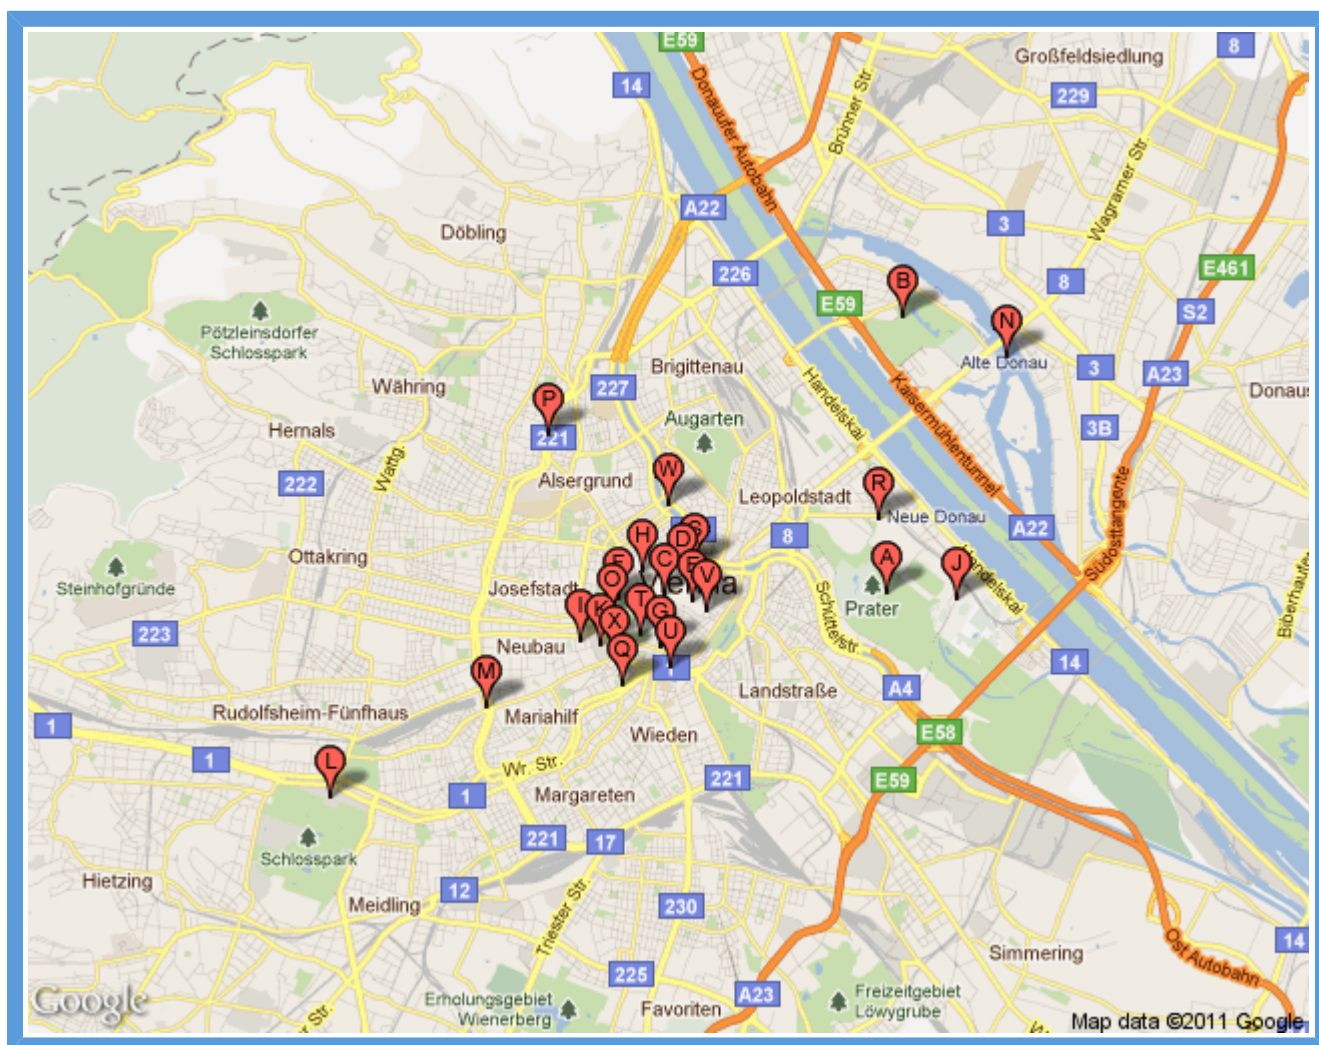 E59
8
Großfeldsiedlung
14
229
Donauufer Autobahn
Brünner Str.
Wagramer Str.
A22
3
Döbling
226
E461
8
B
E59
S2
N
Pötzleinsdorfer
Schlosspark
Alte Donau
Brigittenau
3
A23
Währing
227
Handelskai
Kaisermühlentunnel
Donaus
P
Augarten
Hernals
221
3B
Wattg.
W
222
Alsergrund
Leopoldstadt
R
Neue Donau
A22
Südosttangente
H
S
D
8
Ottakring
C
E
A
J
Handelskai
Steinhofgründe
Josefstadt
O
V
Prater
Biberhaufe
I
K
T
G
Schüttelstr.
223
X
U
Neubau
Q
1
14
M
Landstraße
A4
Rudolfsheim-Fünfhaus
Mariahilf
1
Wieden
E58
1
L
Wr. Str.
221
E59
1
Margareten
221
17
Schlosspark
Hietzing
12
Meidling
230
Triester Str.
14
Simmering
Ost Autobahn
225
Erholungsgebiet
Wienerberg
A23
Freizeitgebiet
Löwygrube
Favoriten
Google
Str.
Map data ©2011 Google